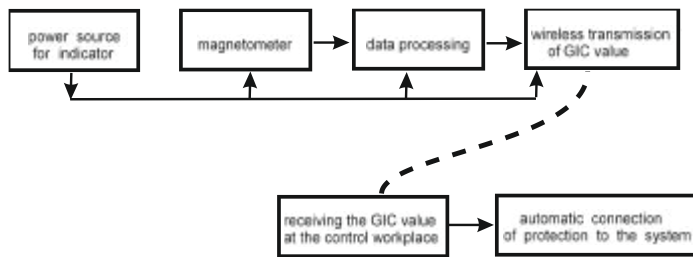 power source
for indicator
magnetometer
data processing
wireless transmission
of GIC value
receiving the GIC value
at the control workplace
automatic connection
of protection to the system